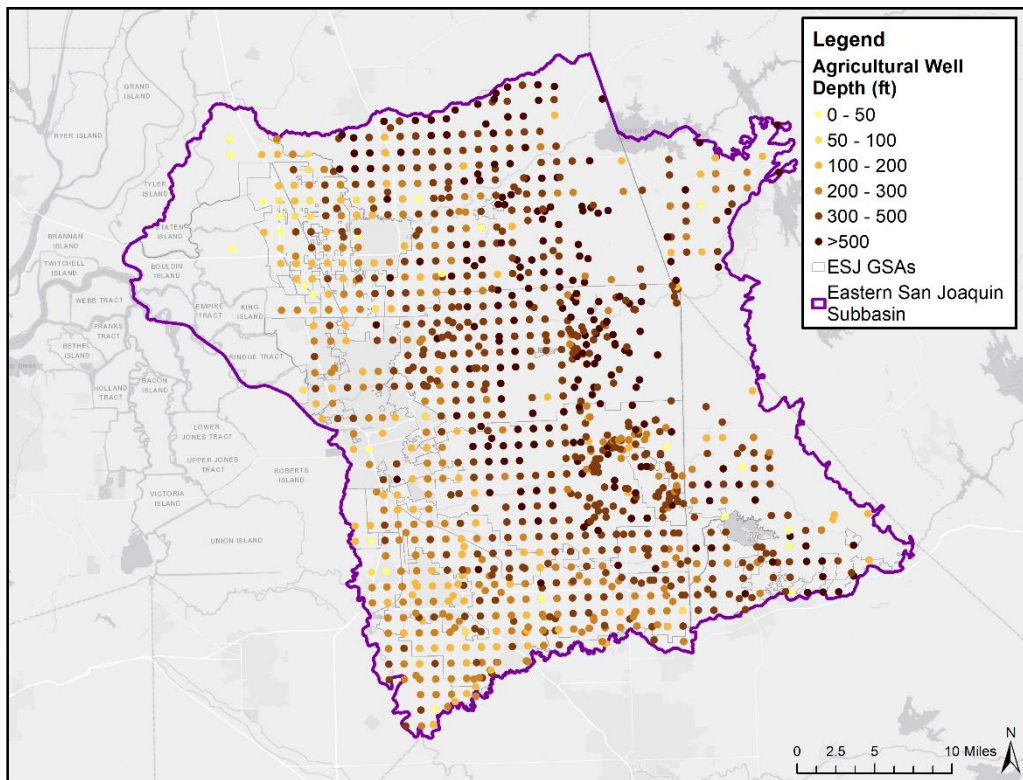 Legend
Agricultural Well
Depth (ft)
0 - 50
50 - 100
100 - 200
200 - 300
300 - 500
>500
ESJ GSAs
Eastern San Joaquin
Subbasin
GRAND
ISLAND
RYER ISLAND
TYLER
ISLAND
STATEN
ISLAND
BRANNAN
ISLAND
TWITCHELL
ISLAND
BOULDIN
ISLAND
WEBB TRACT
EMPIRE
TRACT
KING
ISLAND
FRANKS
TRACT
BETHEL
ISLAND
RINDGE TRACT
HOLLAND
TRACT
BACON
ISLAND
LOWER
JONES TRACT
UPPER JONES
TRACT
ROBERTS
ISLAND
VICTORIA
ISLAND
UNION ISLAND
N
0 2.5 5 10 Miles